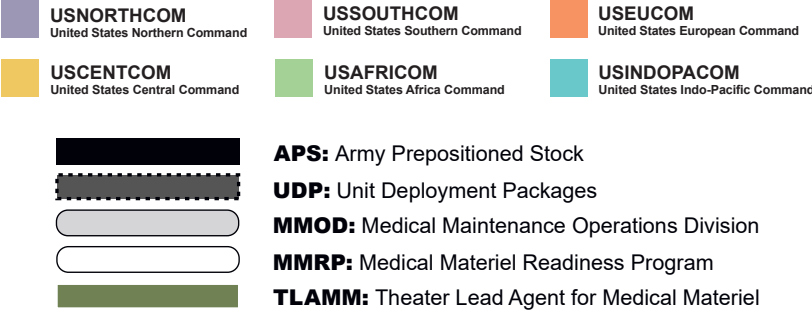 USNORTHCOM
United States Northern Command
USSOUTHCOM
United States Southern Command
USEUCOM
United States European Command
USCENTCOM
United States Central Command
USAFRICOM
United States Africa Command
USINDOPACOM
United States Indo-Pacific Command
APS: Army Prepositioned Stock
UDP: Unit Deployment Packages
MMOD: Medical Maintenance Operations Division
MMRP: Medical Materiel Readiness Program
TLAMM: Theater Lead Agent for Medical Materiel